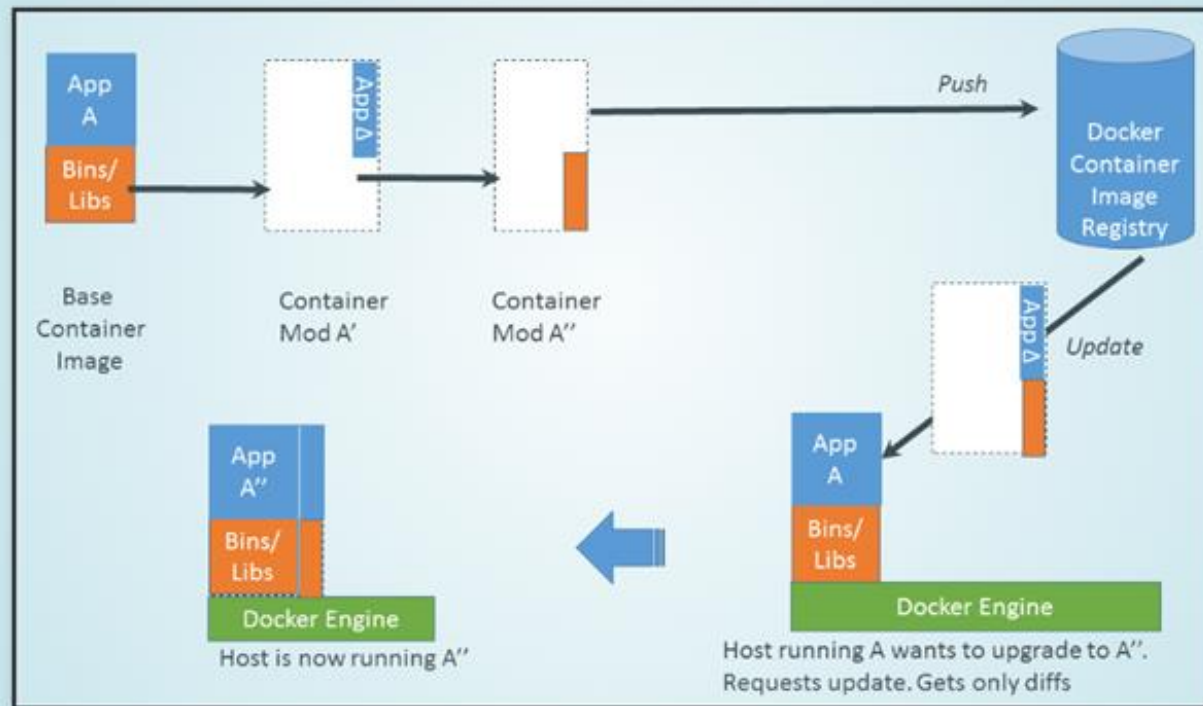 App
A
Bins/
Libs
Base
Container
Image
App Δ
Container
Mod A'
Container
Mod A''
Push
Docker
Container
Image
Registry
App Δ
Update
App
A
Bins/
Libs
Docker Engine
Host running A wants to upgrade to A''.
Requests update. Gets only diffs
App
A''
Bins/
Libs
Docker Engine
Host is now running A''